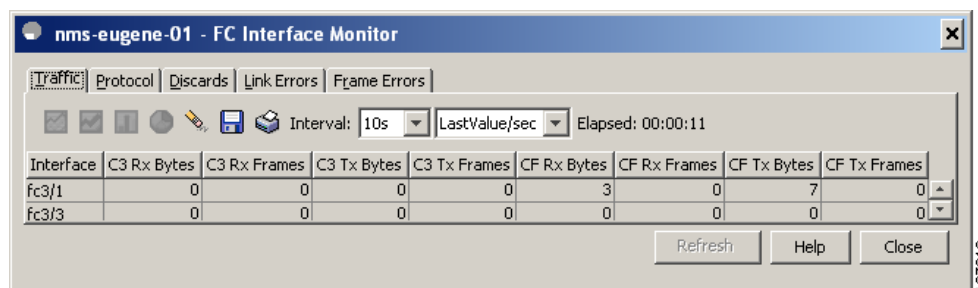 nms-eugene-01 - FC Interface Monitor
Traffic Protocol Discards Link Errors Frame Errors
Interval: 10s LastValue/sec Elapsed: 00:00:11
Interface C3 Rx Bytes C3 Rx Frames C3 Tx Bytes C3 Tx Frames CF Rx Bytes CF Rx Frames CF Tx Bytes CF Tx Frames
fc3/1 0 0 0 0 3 0 7 0
fc3/3 0 0 0 0 0 0 0 0
Refresh Help Close